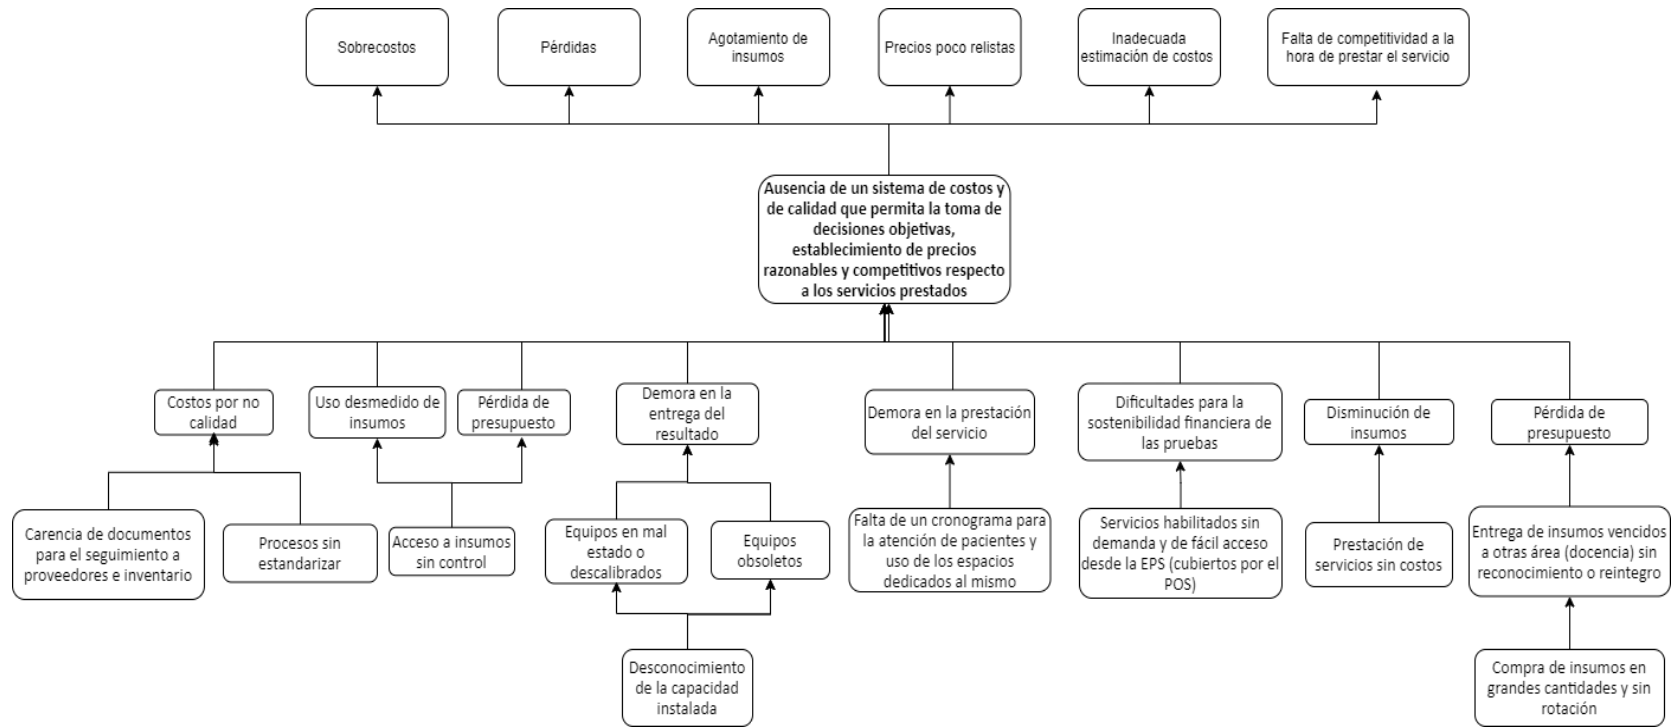 Sobrecostos
Pérdidas
Agotamiento de
insumos
Precios poco relistas
Inadecuada
estimación de costos
Falta de competitividad a la
hora de prestar el servicio
Ausencia de un sistema de costos y
de calidad que permita la toma de
decisiones objetivas,
establecimiento de precios
razonables y competitivos respecto
a los servicios prestados
Costos por no
calidad
Uso desmedido de
insumos
Pérdida de
presupuesto
Demora en la
entrega del
resultado
Demora en la prestación
del servicio
Dificultades para la
sostenibilidad financiera de
las pruebas
Disminución de
insumos
Pérdida de
presupuesto
Carencia de documentos
para el seguimiento a
proveedores e inventario
Procesos sin
estandarizar
Acceso a insumos
sin control
Equipos en mal
estado o
descalibrados
Equipos
obsoletos
Falta de un cronograma para
la atención de pacientes y
uso de los espacios
dedicados al mismo
Servicios habilitados sin
demanda y de fácil acceso
desde la EPS (cubiertos por el
POS)
Prestación de
servicios sin costos
Entrega de insumos vencidos
a otras área (docencia) sin
reconocimiento o reintegro
Desconocimiento
de la capacidad
instalada
Compra de insumos en
grandes cantidades y sin
rotación